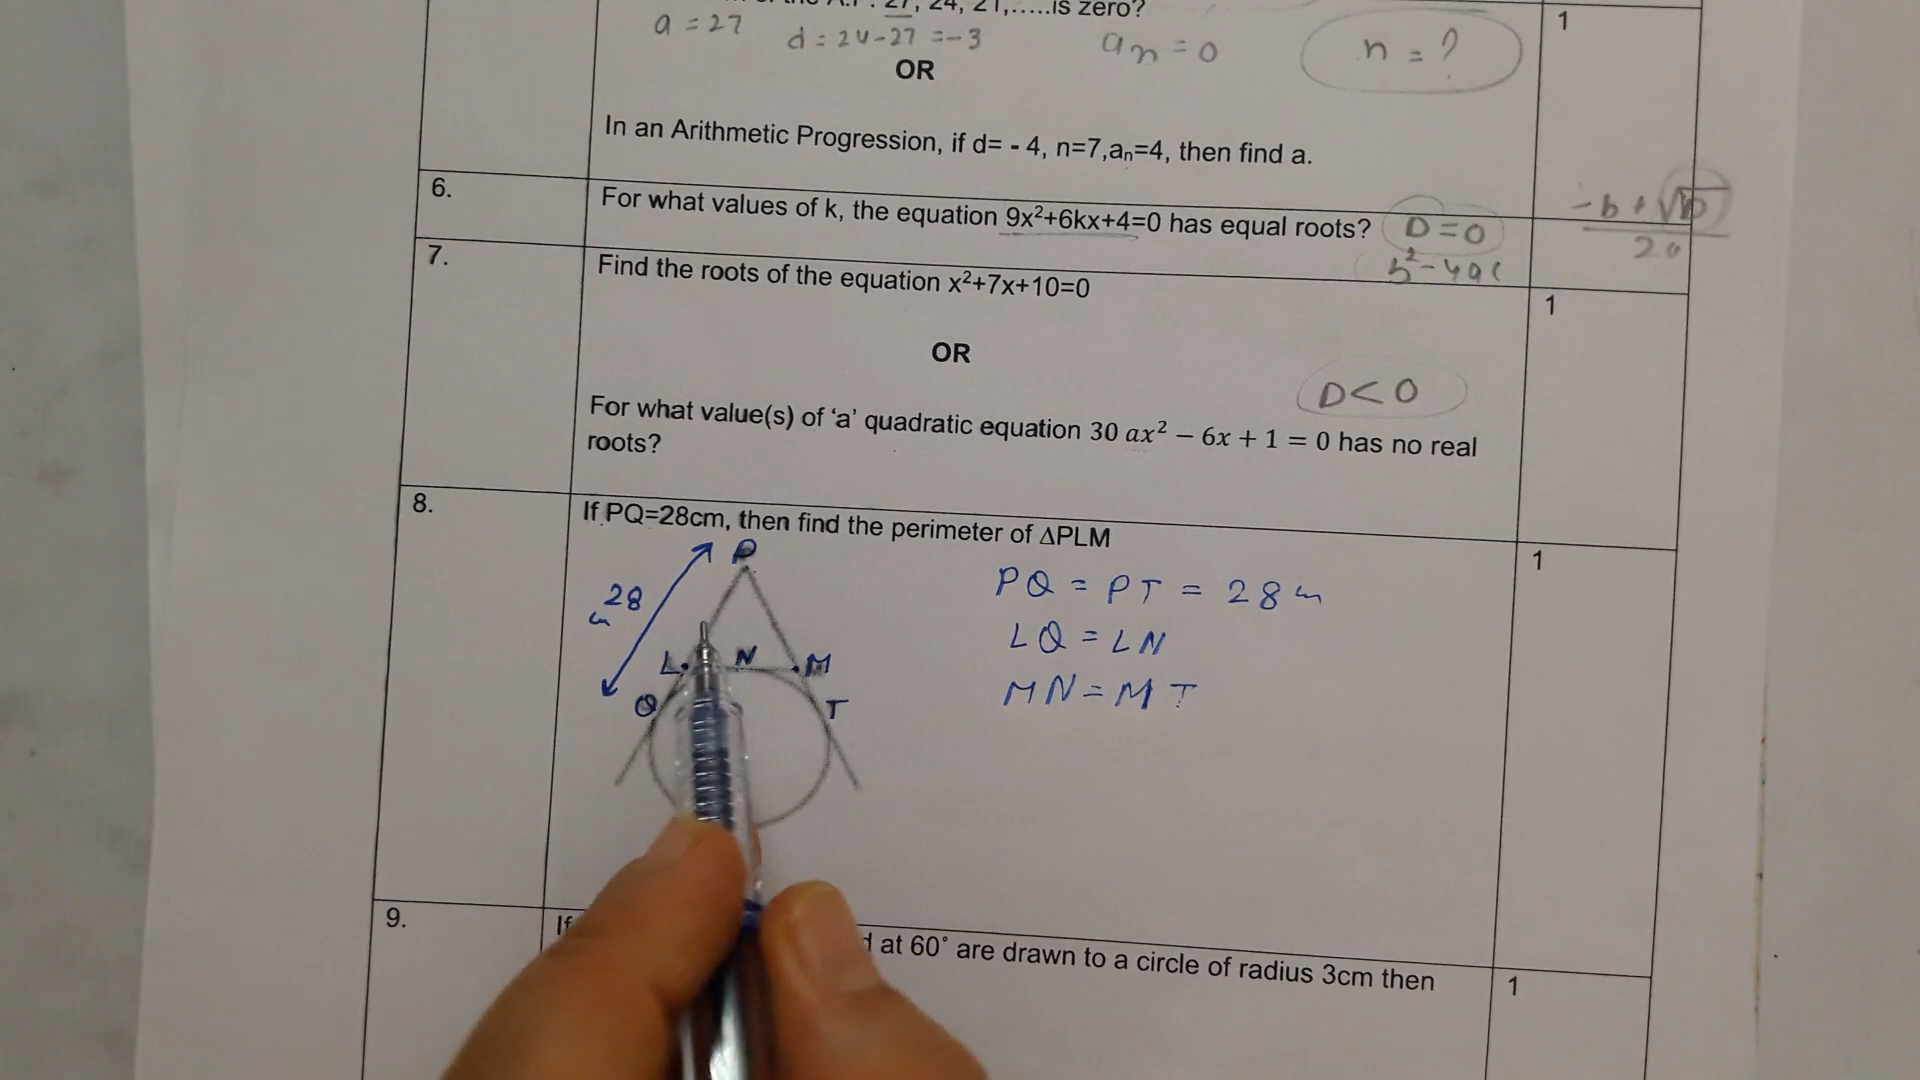 27, 24, 21,.....is zero?
1
a = 27 d = 24-27 = -3 an = 0 n = ?
OR
In an Arithmetic Progression, if d= - 4, n=7,aₙ=4, then find a.
6.
For what values of k, the equation 9x²+6kx+4=0 has equal roots? D=0
b²-4ac
7.
Find the roots of the equation x²+7x+10=0
1
OR
D<0
For what value(s) of ‘a’ quadratic equation 30 ax² − 6x + 1 = 0 has no real
roots?
8.
If PQ=28cm, then find the perimeter of ΔPLM
1
P
28
L N M
Q T
PQ = PT = 28
LQ = LN
MN = MT
9.
If
at 60° are drawn to a circle of radius 3cm then
1